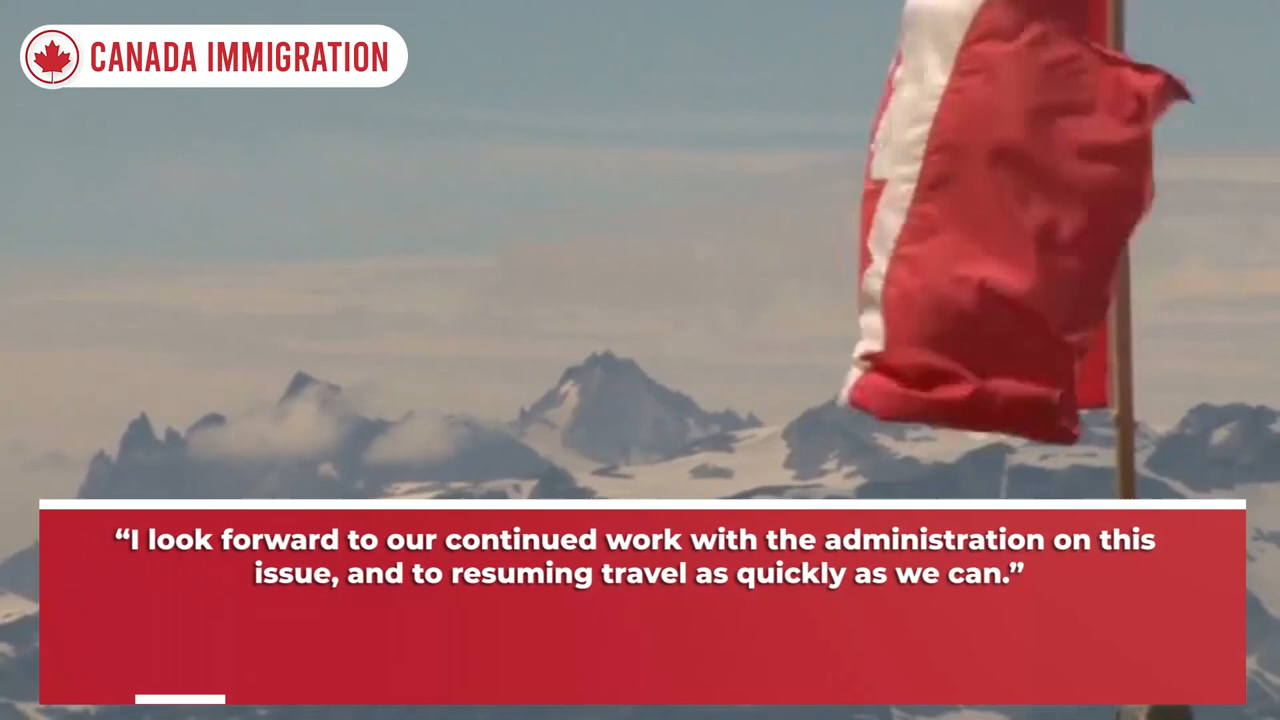 CANADA IMMIGRATION
“I look forward to our continued work with the administration on this
issue, and to resuming travel as quickly as we can.”